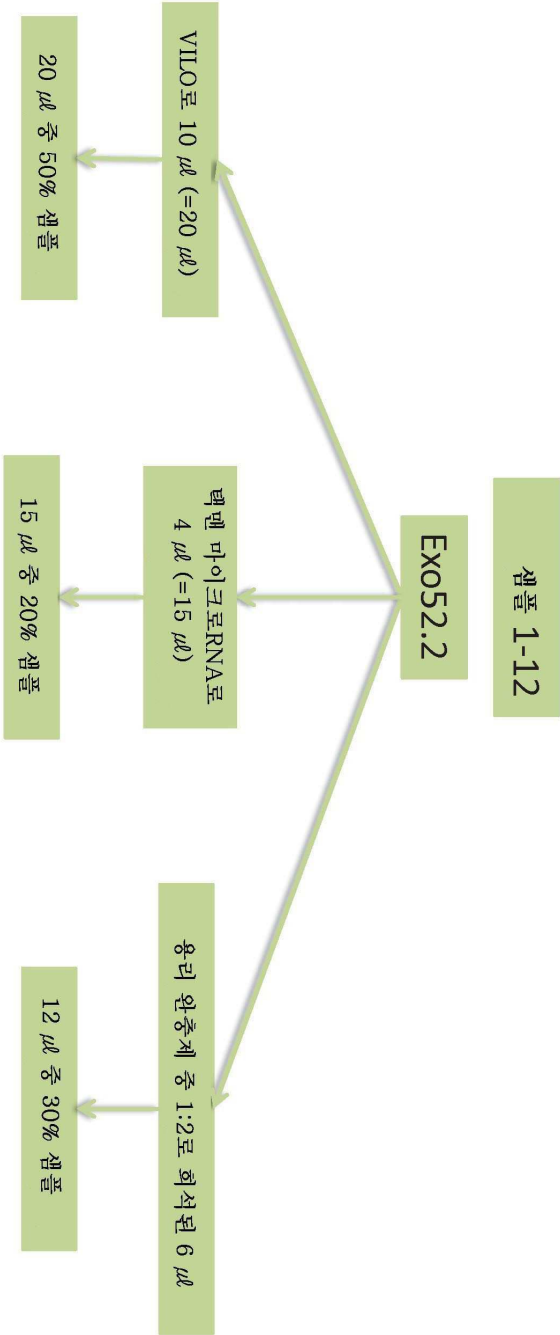 샘플 1-12
Exo52.2
VILO로 10 ㎕ (=20 ㎕)
택맨 마이크로RNA로
4 ㎕ (=15 ㎕)
용리 완충제 중 1:2로 희석된 6 ㎕
20 ㎕ 중 50% 샘플
15 ㎕ 중 20% 샘플
12 ㎕ 중 30% 샘플